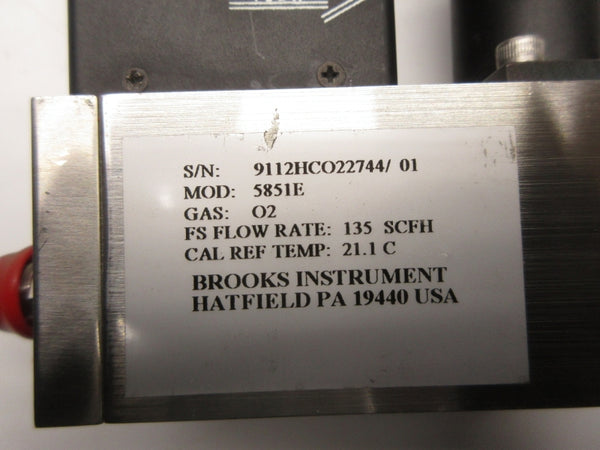 S/N: 9112HCO22744/ 01
MOD: 5851E
GAS: O2
FS FLOW RATE: 135 SCFH
CAL REF TEMP: 21.1 C
BROOKS INSTRUMENT
HATFIELD PA 19440 USA